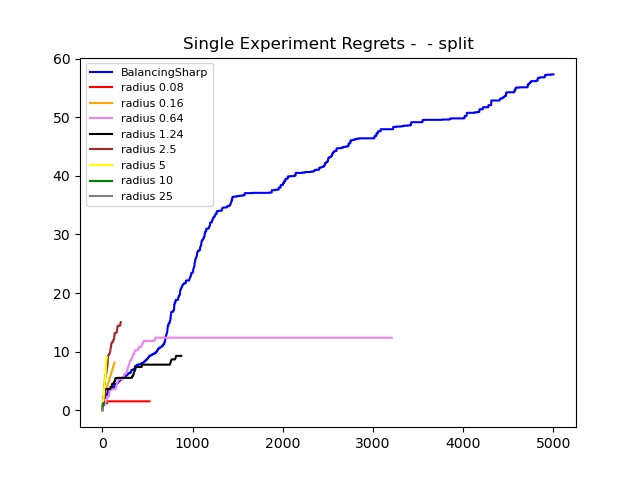 Single Experiment Regrets -  - split
BalancingSharp
radius 0.08
radius 0.16
radius 0.64
radius 1.24
radius 2.5
radius 5
radius 10
radius 25
60
50
40
30
20
10
0
0 1000 2000 3000 4000 5000